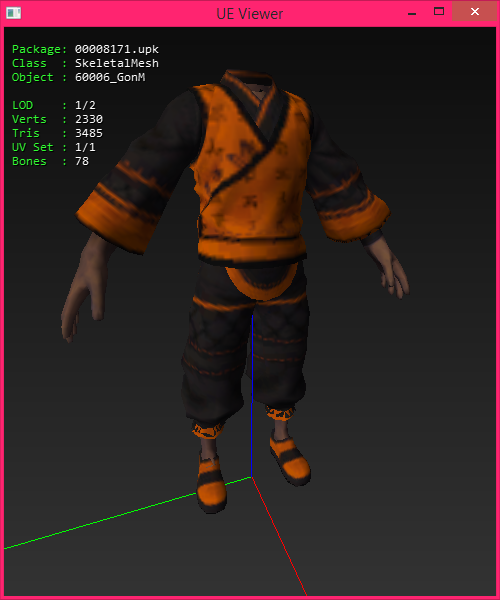 UE Viewer
Package: 00008171.upk
Class : SkeletalMesh
Object : 60006_GonM
LOD : 1/2
Verts : 2330
Tris : 3485
UV Set : 1/1
Bones : 78